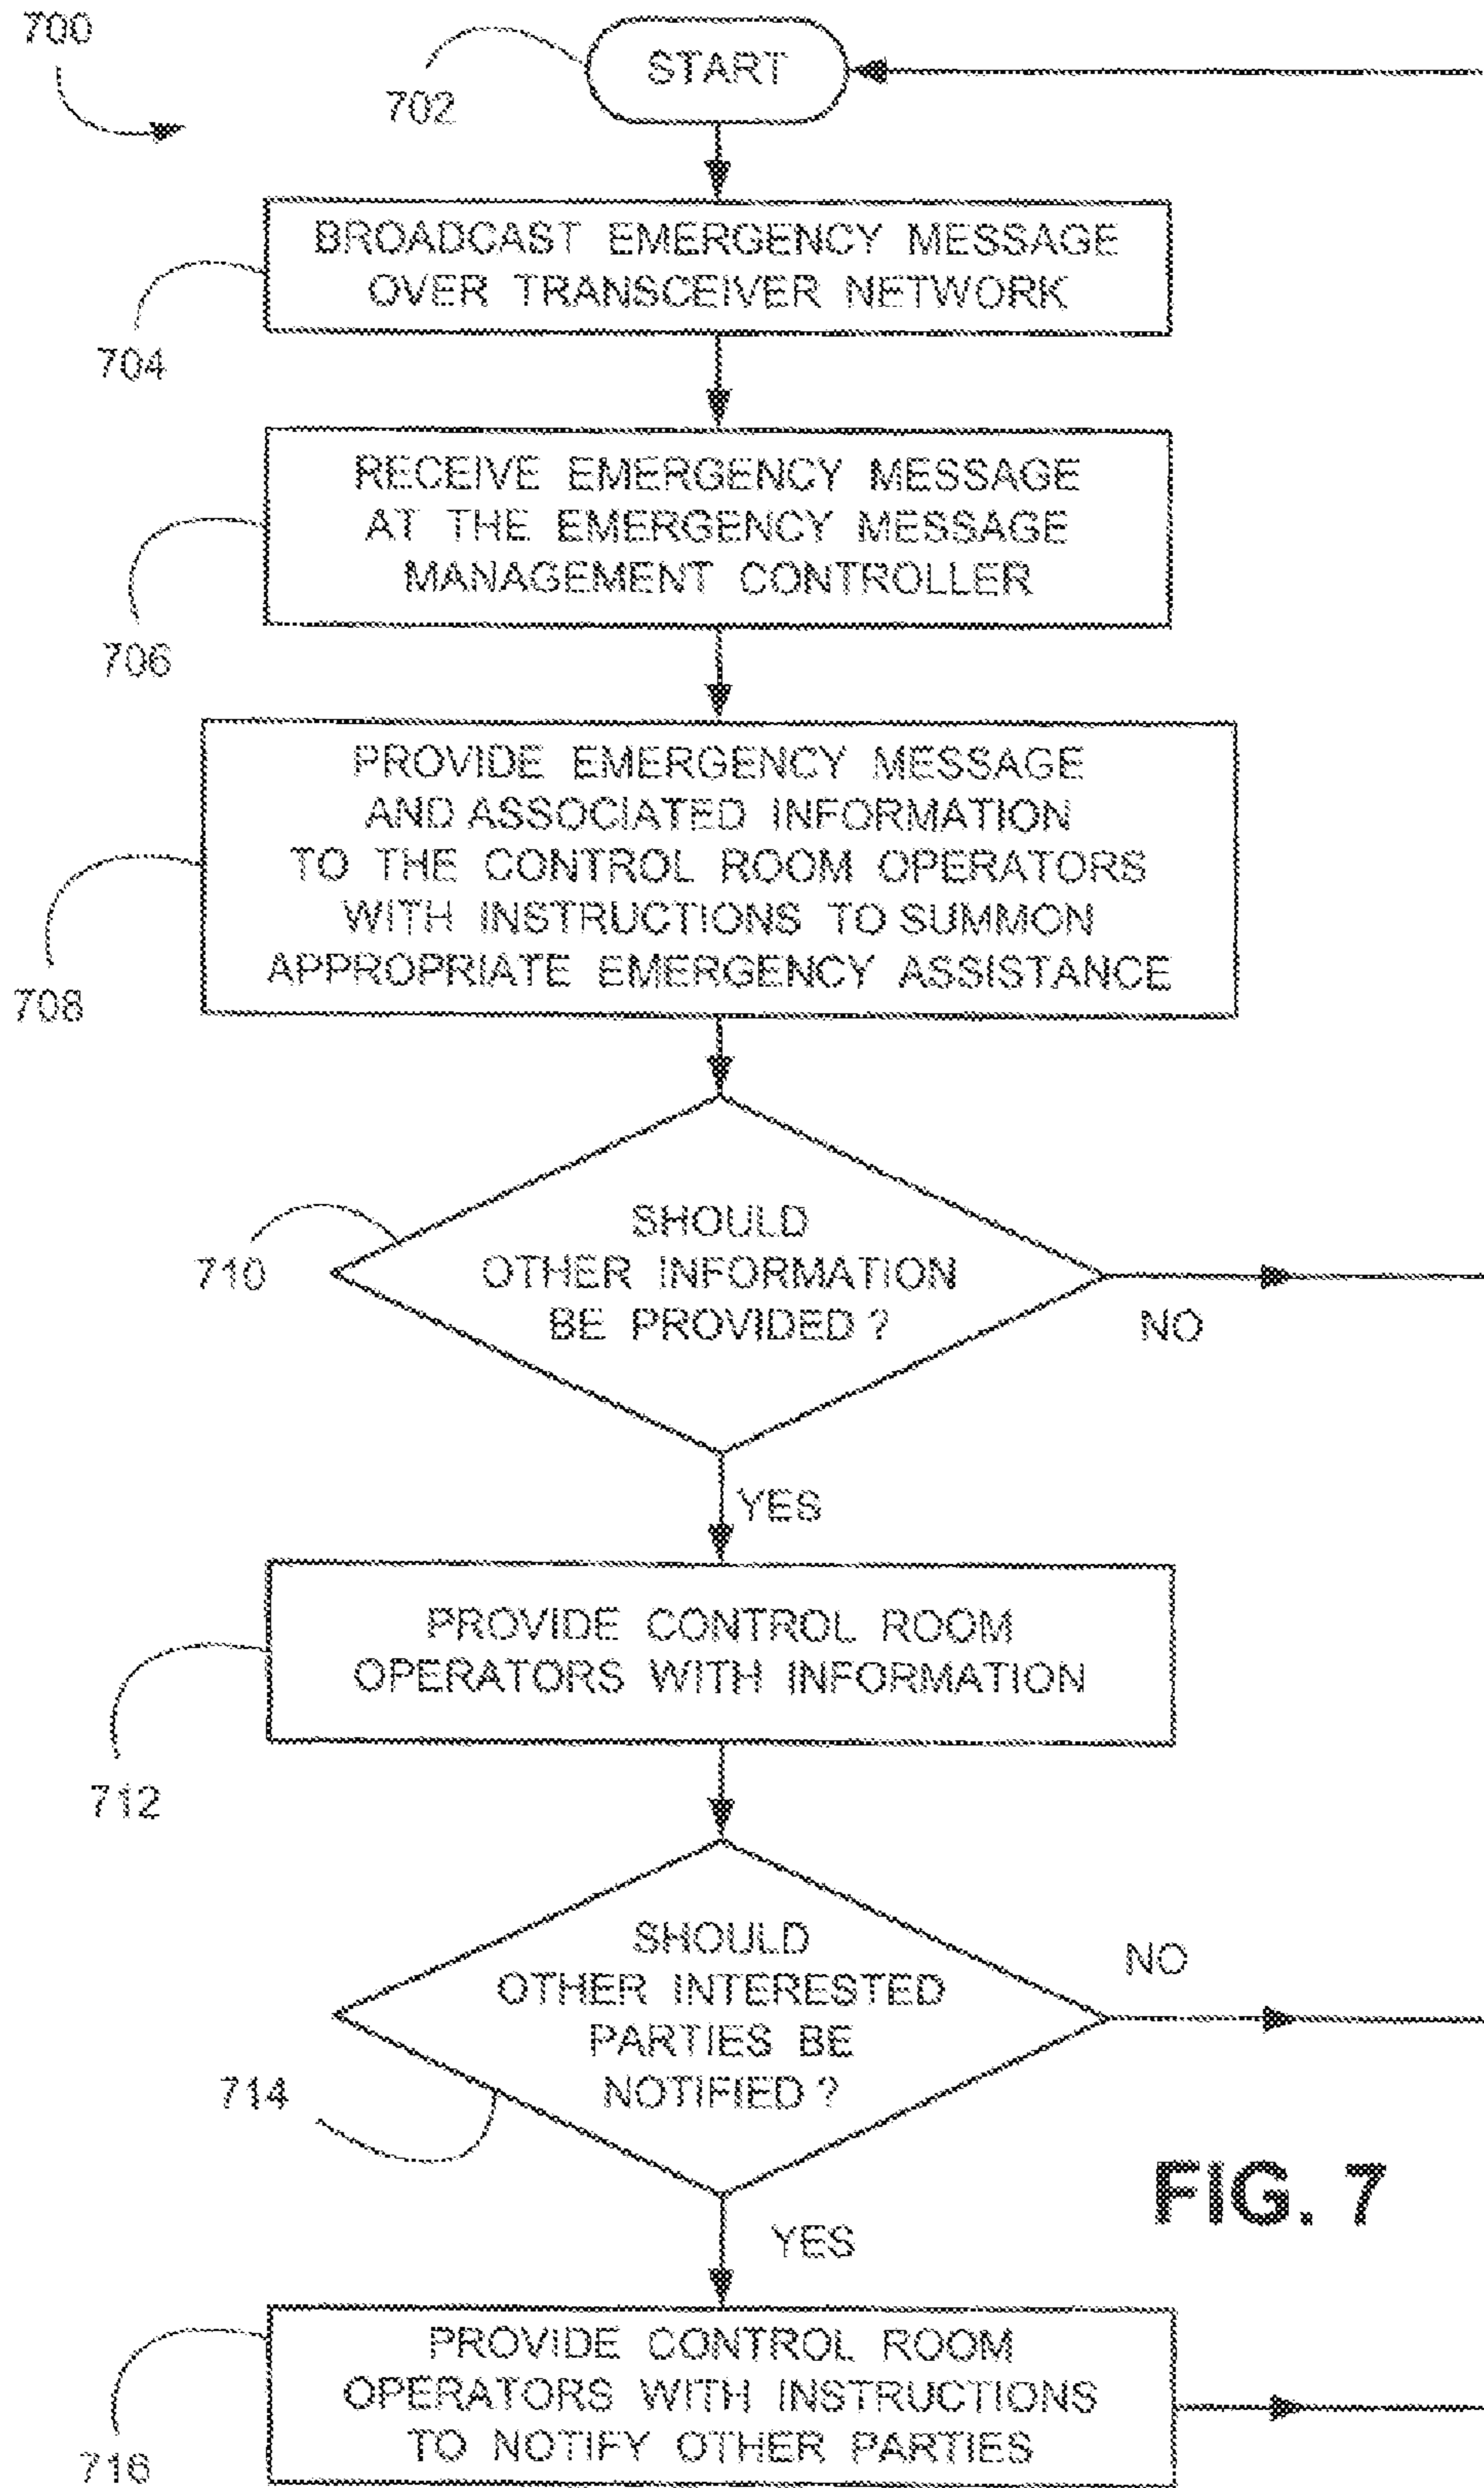 700
START
702
BROADCAST EMERGENCY MESSAGE
OVER TRANSCEIVER NETWORK
704
RECEIVE EMERGENCY MESSAGE
AT THE EMERGENCY MESSAGE
MANAGEMENT CONTROLLER
706
PROVIDE EMERGENCY MESSAGE
AND ASSOCIATED INFORMATION
TO THE CONTROL ROOM OPERATORS
WITH INSTRUCTIONS TO SUMMON
APPROPRIATE EMERGENCY ASSISTANCE
708
SHOULD
OTHER INFORMATION
BE PROVIDED ?
710
NO
YES
PROVIDE CONTROL ROOM
OPERATORS WITH INFORMATION
712
SHOULD
OTHER INTERESTED
PARTIES BE
NOTIFIED ?
NO
714
FIG. 7
YES
PROVIDE CONTROL ROOM
OPERATORS WITH INSTRUCTIONS
TO NOTIFY OTHER PARTIES
716